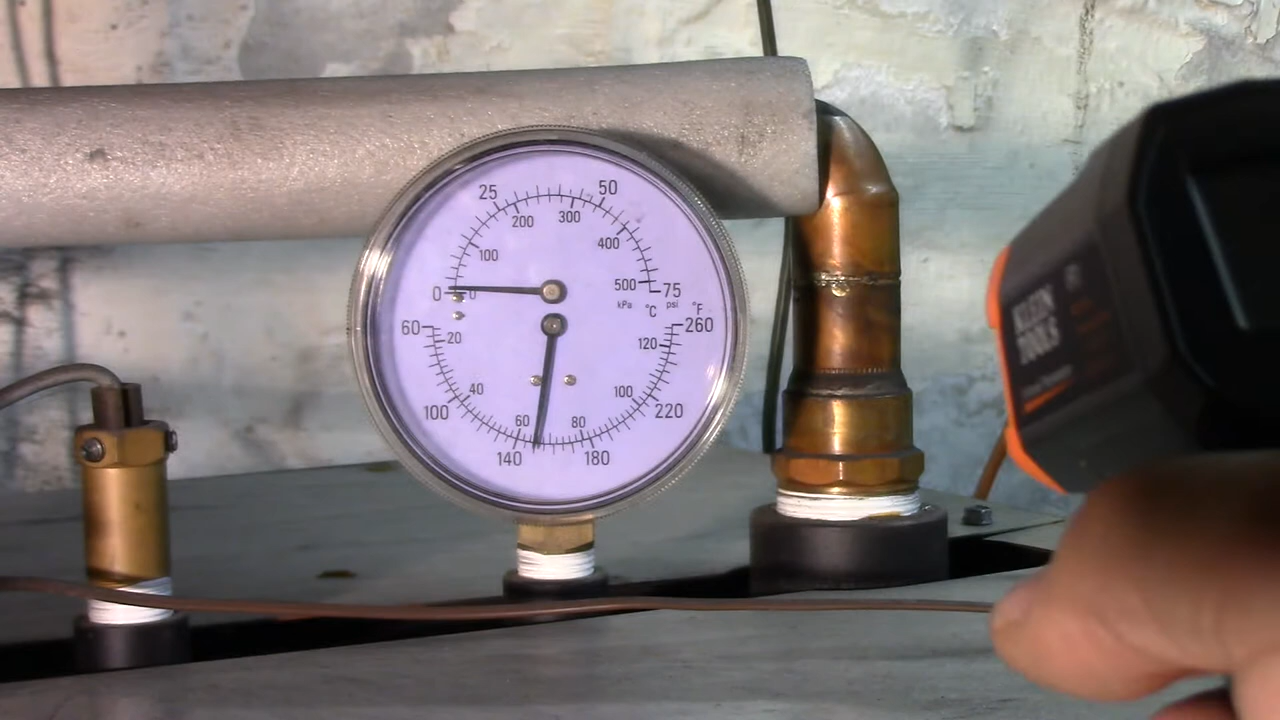 25 50
200 300
100 400
0 0 500 75
kPa °C psi °F
60 20 120 260
40 100
100 60 80 220
140 180
KLEIN
TOOLS